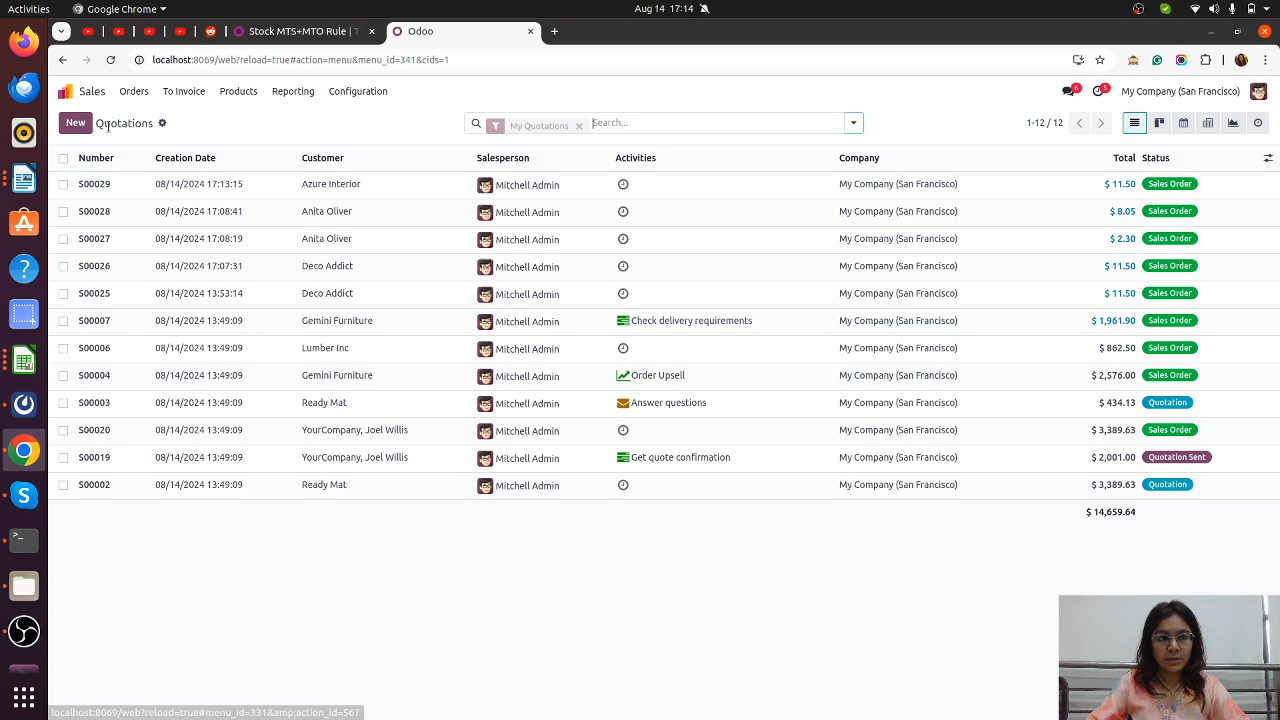 Activities
Google Chrome
Aug 14 17:14
Stock MTS+MTO Rule | T
Odoo
localhost:8069/web?reload=true#action=menu&menu_id=341&cids=1
Sales Orders To Invoice Products Reporting Configuration
6 5 My Company (San Francisco)
New Quotations My Quotations Search... 1-12 / 12
Number Creation Date Customer Salesperson Activities Company Total Status
S00029 08/14/2024 17:13:15 Azure Interior Mitchell Admin My Company (San Francisco) $ 11.50 Sales Order
S00028 08/14/2024 17:08:41 Anita Oliver Mitchell Admin My Company (San Francisco) $ 8.05 Sales Order
S00027 08/14/2024 17:08:19 Anita Oliver Mitchell Admin My Company (San Francisco) $ 2.30 Sales Order
S00026 08/14/2024 17:07:31 Deco Addict Mitchell Admin My Company (San Francisco) $ 11.50 Sales Order
S00025 08/14/2024 13:53:14 Deco Addict Mitchell Admin My Company (San Francisco) $ 11.50 Sales Order
S00007 08/14/2024 13:49:09 Gemini Furniture Mitchell Admin Check delivery requirements My Company (San Francisco) $ 1,961.90 Sales Order
S00006 08/14/2024 13:49:09 Lumber Inc Mitchell Admin My Company (San Francisco) $ 862.50 Sales Order
S00004 08/14/2024 13:49:09 Gemini Furniture Mitchell Admin Order Upsell My Company (San Francisco) $ 2,576.00 Sales Order
S00003 08/14/2024 13:49:09 Ready Mat Mitchell Admin Answer questions My Company (San Francisco) $ 434.13 Quotation
S00020 08/14/2024 13:49:09 YourCompany, Joel Willis Mitchell Admin My Company (San Francisco) $ 3,389.63 Sales Order
S00019 08/14/2024 13:49:09 YourCompany, Joel Willis Mitchell Admin Get quote confirmation My Company (San Francisco) $ 2,001.00 Quotation Sent
S00002 08/14/2024 13:49:09 Ready Mat Mitchell Admin My Company (San Francisco) $ 3,389.63 Quotation
$ 14,659.64
localhost:8069/web?reload=true#menu_id=331&amp;action_id=567